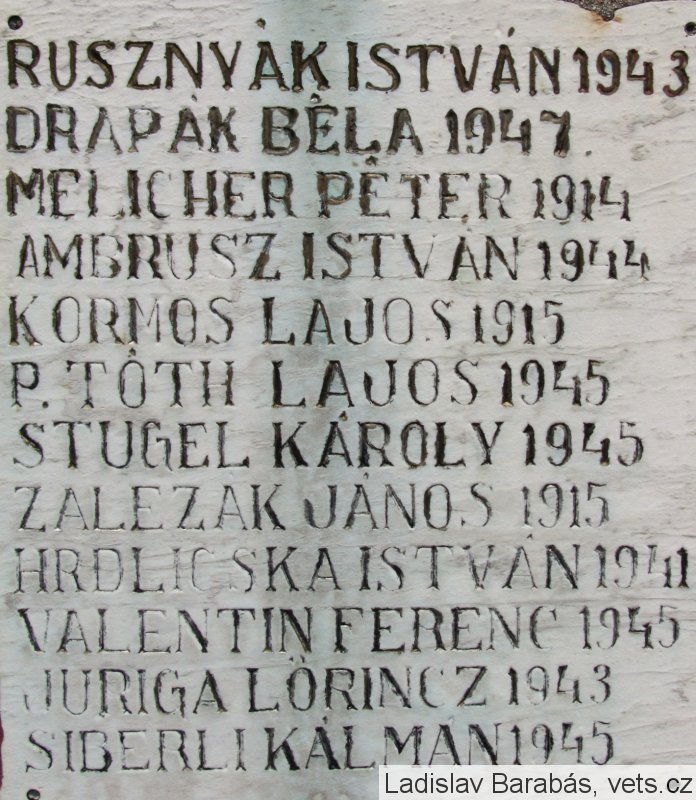 RUSZNYÁK ISTVÁN 1943
DRAPÁK BÉLA 1947.
MELICHER PÉTER 1914
AMBRUSZ ISTVÁN 1944
KORMOS LAJOS 1915
P. TÓTH LAJOS 1945
STUGEL KÁROLY 1945
ZALEZAK JÁNOS 1915
HRDLICSKA ISTVÁN 1941
VALENTIN FERENC 1945
JURIGA LÖRINCZ 1943
SIBERLI KÁLMÁN 1945
Ladislav Barabás, vets.cz